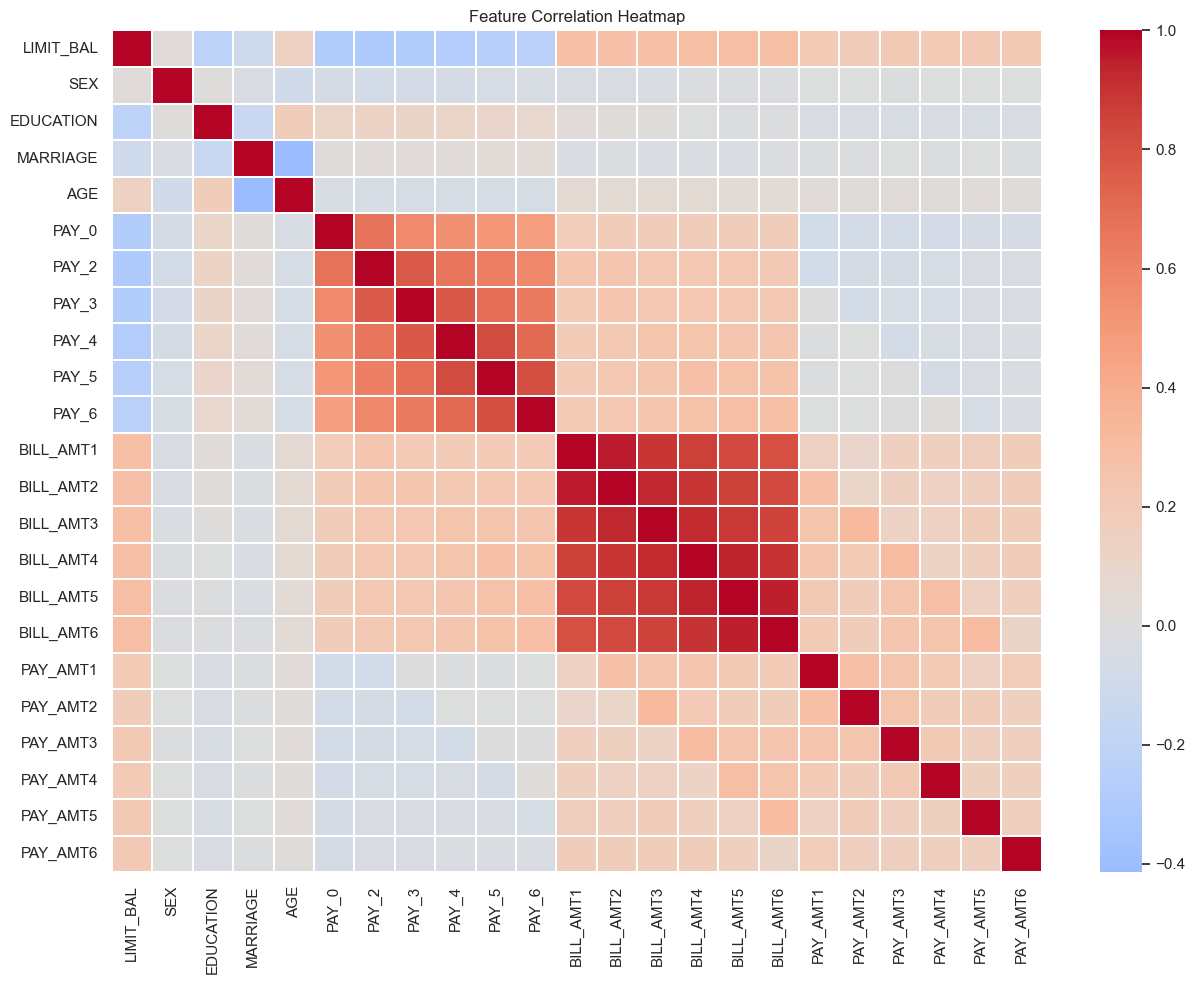 Feature Correlation Heatmap
LIMIT_BAL
SEX
EDUCATION
MARRIAGE
AGE
PAY_0
PAY_2
PAY_3
PAY_4
PAY_5
PAY_6
BILL_AMT1
BILL_AMT2
BILL_AMT3
BILL_AMT4
BILL_AMT5
BILL_AMT6
PAY_AMT1
PAY_AMT2
PAY_AMT3
PAY_AMT4
PAY_AMT5
PAY_AMT6
LIMIT_BAL
SEX
EDUCATION
MARRIAGE
AGE
PAY_0
PAY_2
PAY_3
PAY_4
PAY_5
PAY_6
BILL_AMT1
BILL_AMT2
BILL_AMT3
BILL_AMT4
BILL_AMT5
BILL_AMT6
PAY_AMT1
PAY_AMT2
PAY_AMT3
PAY_AMT4
PAY_AMT5
PAY_AMT6
1.0
0.8
0.6
0.4
0.2
0.0
−0.2
−0.4